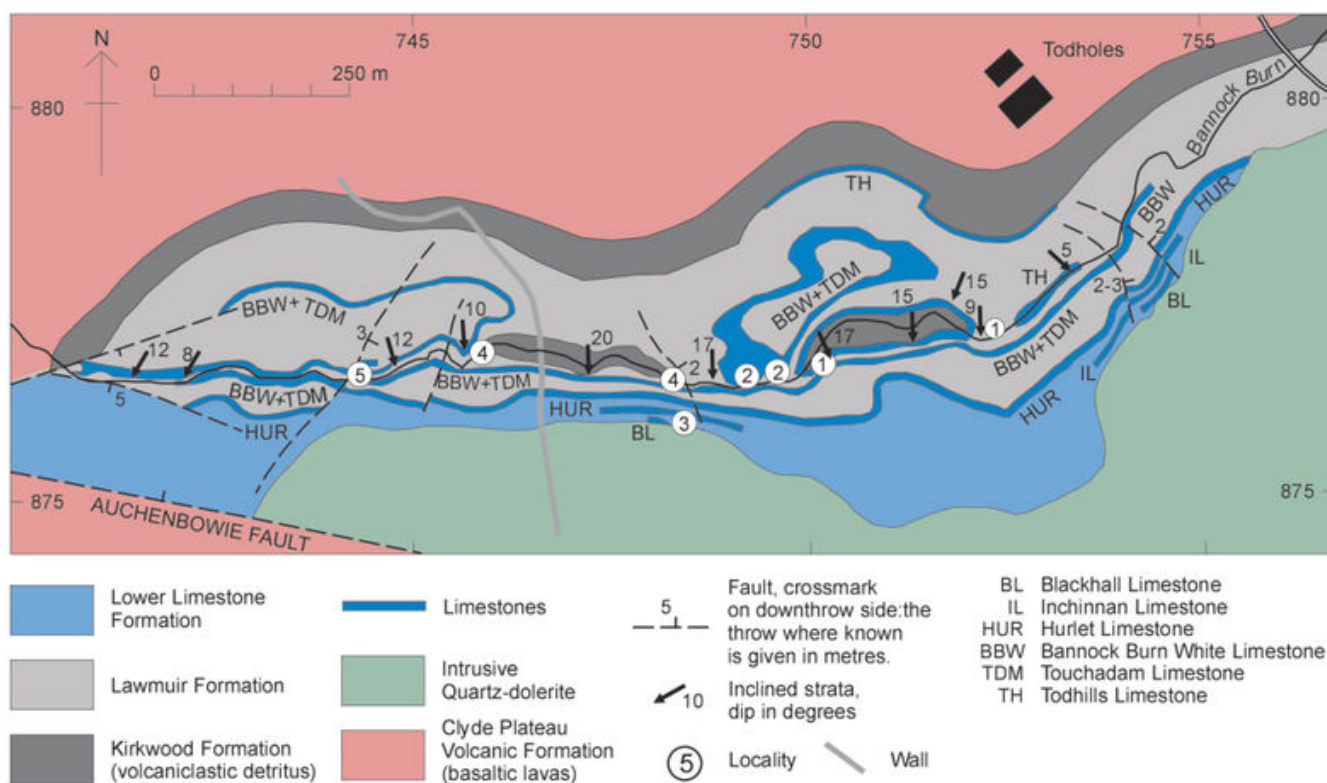 745
750
755
N
0
250 m
Todholes
880
880
Bannock Burn
TH
HUR
BBW
2
IL
5
TH
15
BBW+TDM
2-3
BL
BBW+TDM
10
15
9
1
3
12
20
17
17
12
8
4
2
2
2
1
BBW+TDM
5
4
BBW+TDM
BBW+TDM
IL
5
HUR
HUR
HUR
BL
3
875
875
AUCHENBOWIE FAULT
Lower Limestone
Formation
Lawmuir Formation
Kirkwood Formation
(volcaniclastic detritus)
Limestones
Intrusive
Quartz-dolerite
Clyde Plateau
Volcanic Formation
(basaltic lavas)
5
Fault, crossmark
on downthrow side:the
throw where known
is given in metres.
10
Inclined strata,
dip in degrees
5
Locality
Wall
BL Blackhall Limestone
IL Inchinnan Limestone
HUR Hurlet Limestone
BBW Bannock Burn White Limestone
TDM Touchadam Limestone
TH Todhills Limestone